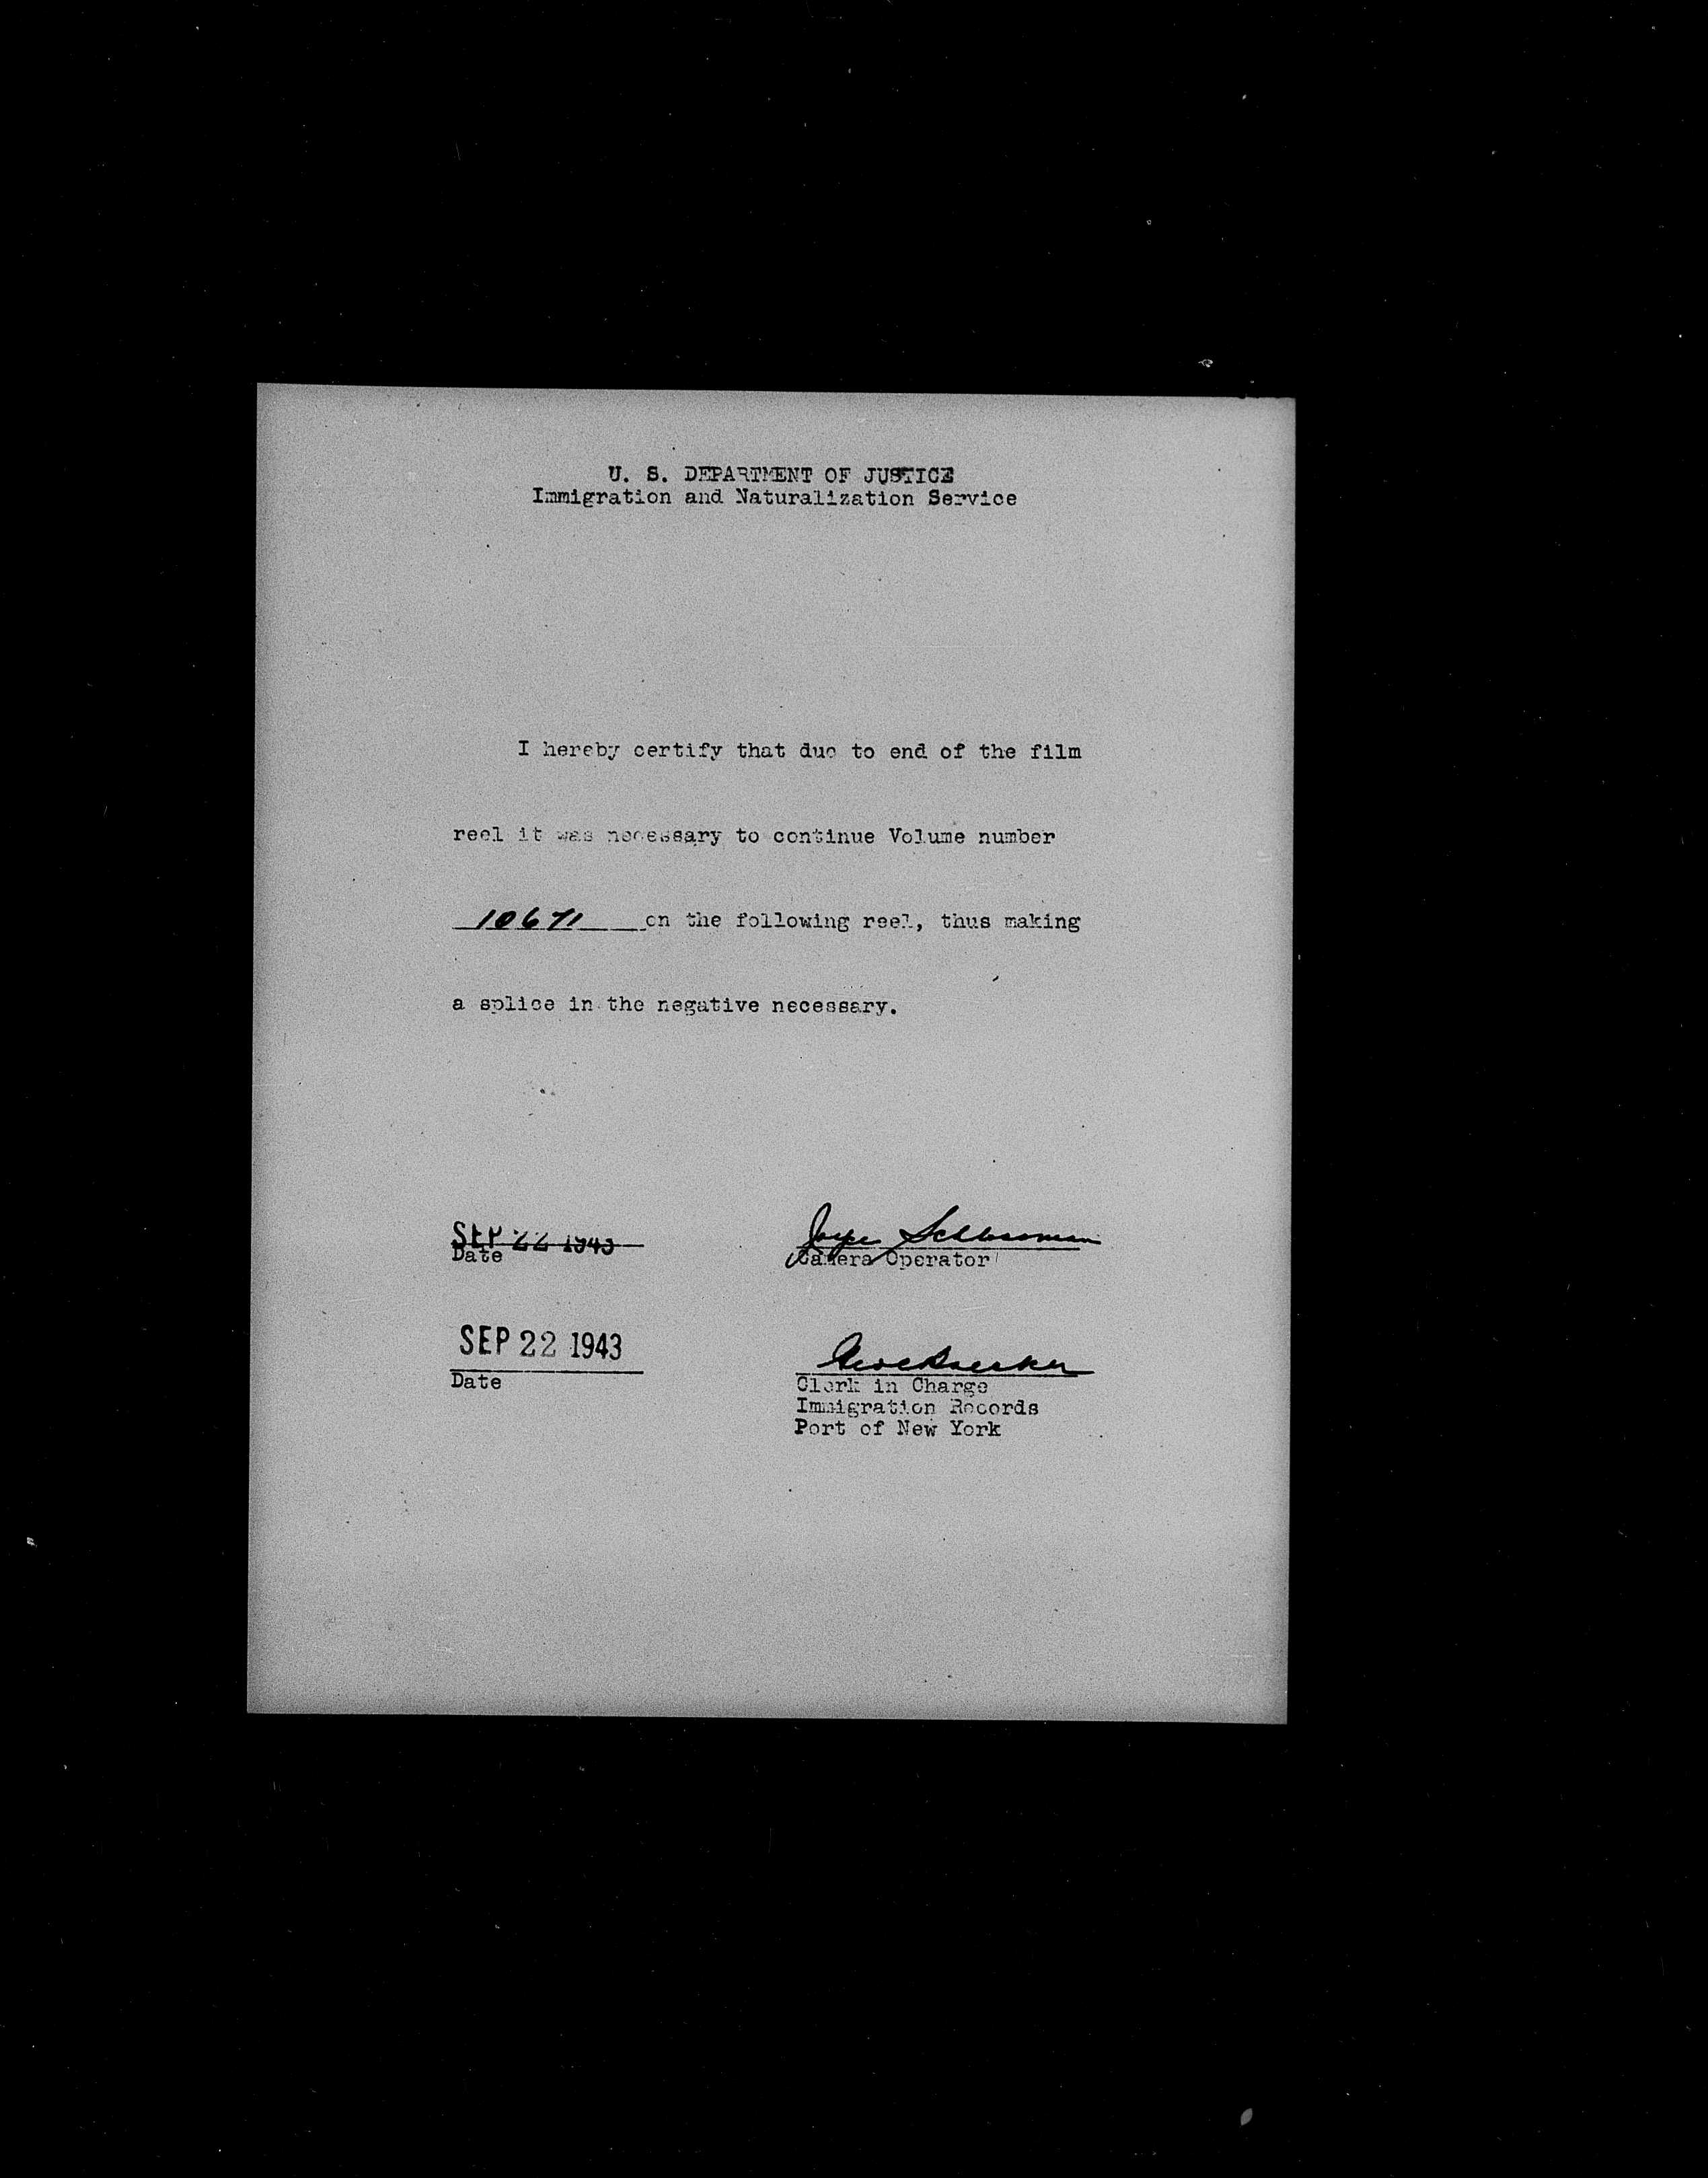 U. S. DEPARTMENT OF JUSTICE
Immigration and Naturalization Service
I hereby certify that due to end of the film
reel it was necessary to continue Volume number
10671 on the following reel, thus making
a splice in the negative necessary.
SEP 22 1943
Date
Camera Operator
SEP 22 1943
Date
Clerk in Charge
Immigration Records
Port of New York